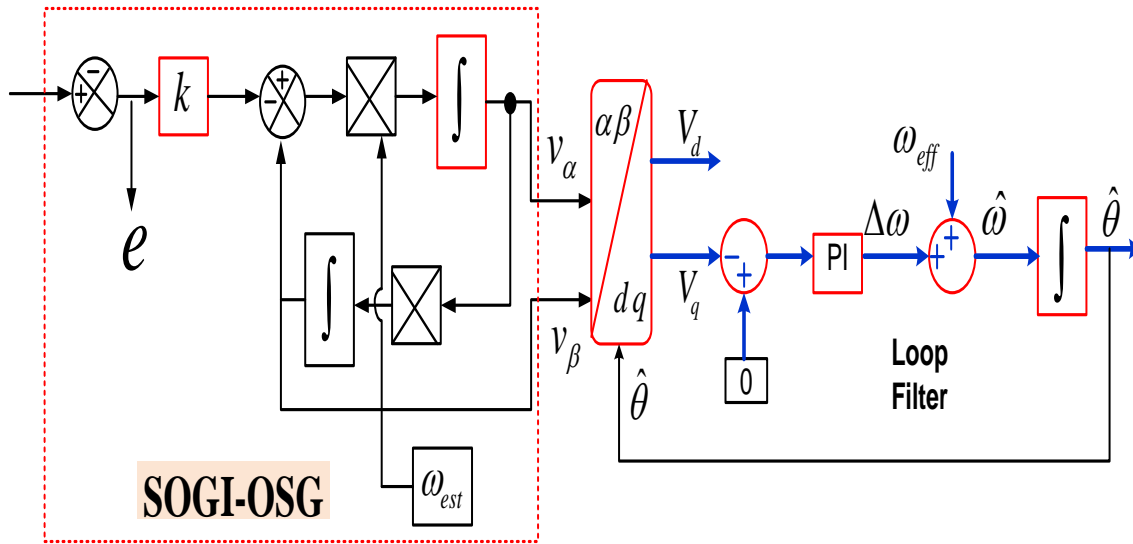 k
∫
e
v_α
v_β
∫
ω_est
SOGI-OSG
αβ
dq
V_d
V_q
θ̂
0
PI
Δω
ω_eff
ω̂
∫
θ̂
Loop
Filter